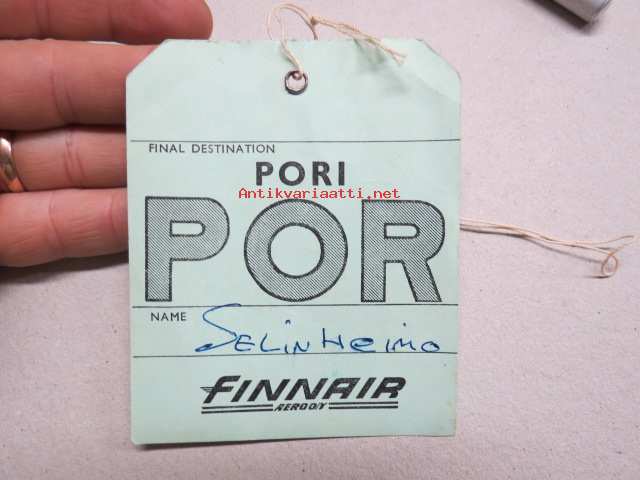 FINAL DESTINATION
PORI
Antikvariaatti.net
POR
NAME Selinheimo
FINNAIR
AERO O/Y